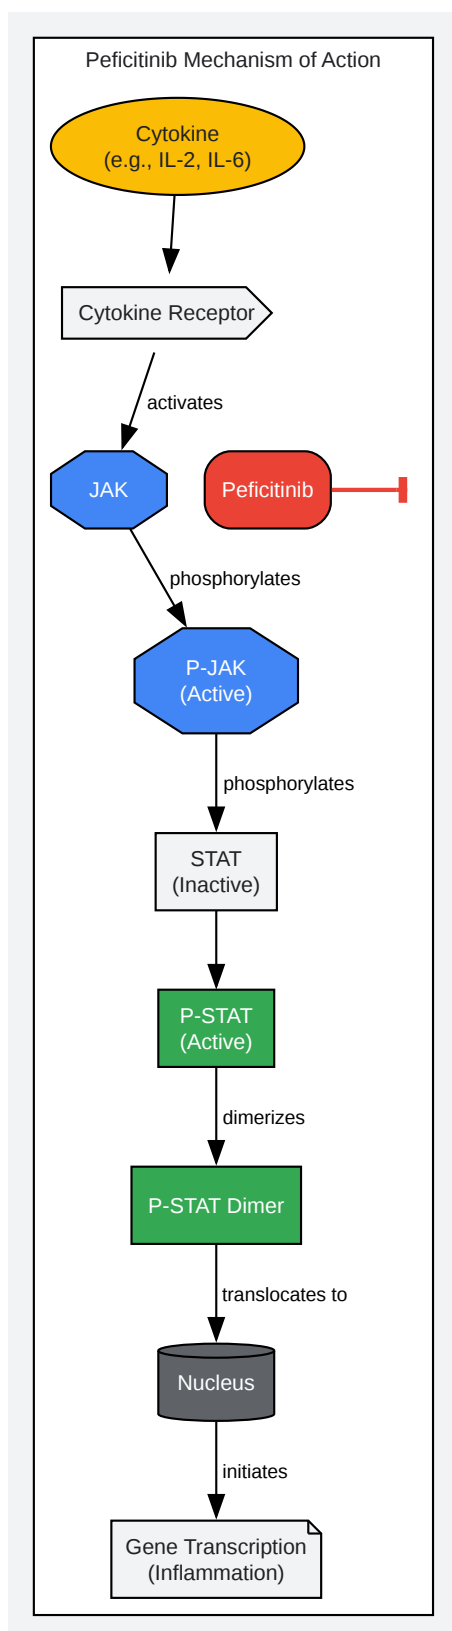 Peficitinib Mechanism of Action
Cytokine
(e.g., IL-2, IL-6)
Cytokine Receptor
activates
JAK
Peficitinib
phosphorylates
P-JAK
(Active)
phosphorylates
STAT
(Inactive)
P-STAT
(Active)
dimerizes
P-STAT Dimer
translocates to
Nucleus
initiates
Gene Transcription
(Inflammation)